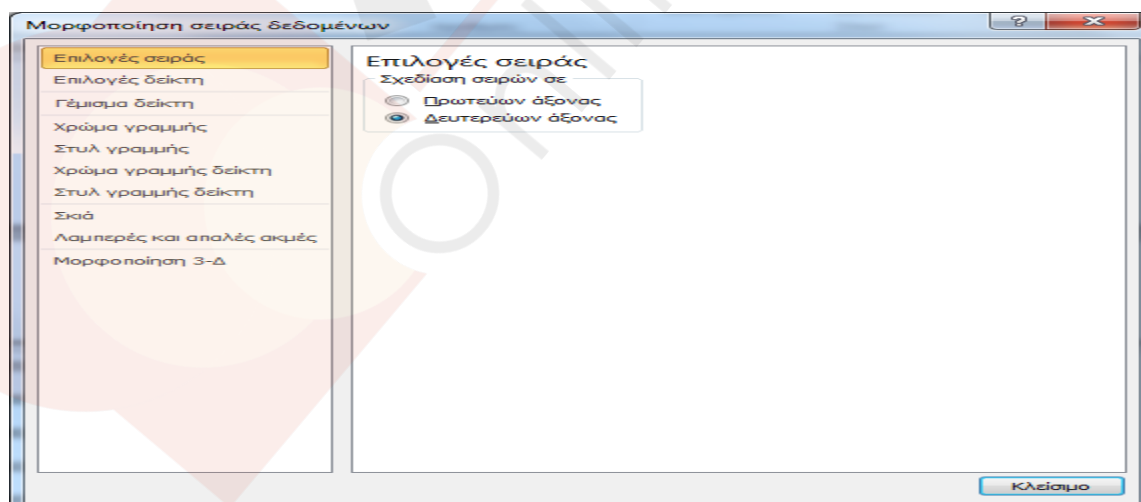 Μορφοποίηση σειράς δεδομένων
Επιλογές σειράς
Επιλογές δείκτη
Γέμισμα δείκτη
Χρώμα γραμμής
Στυλ γραμμής
Χρώμα γραμμής δείκτη
Στυλ γραμμής δείκτη
Σκιά
Λαμπερές και απαλές ακμές
Μορφοποίηση 3-Δ
Επιλογές σειράς
Σχεδίαση σειρών σε
Πρωτεύων άξονας
Δευτερεύων άξονας
Κλείσιμο